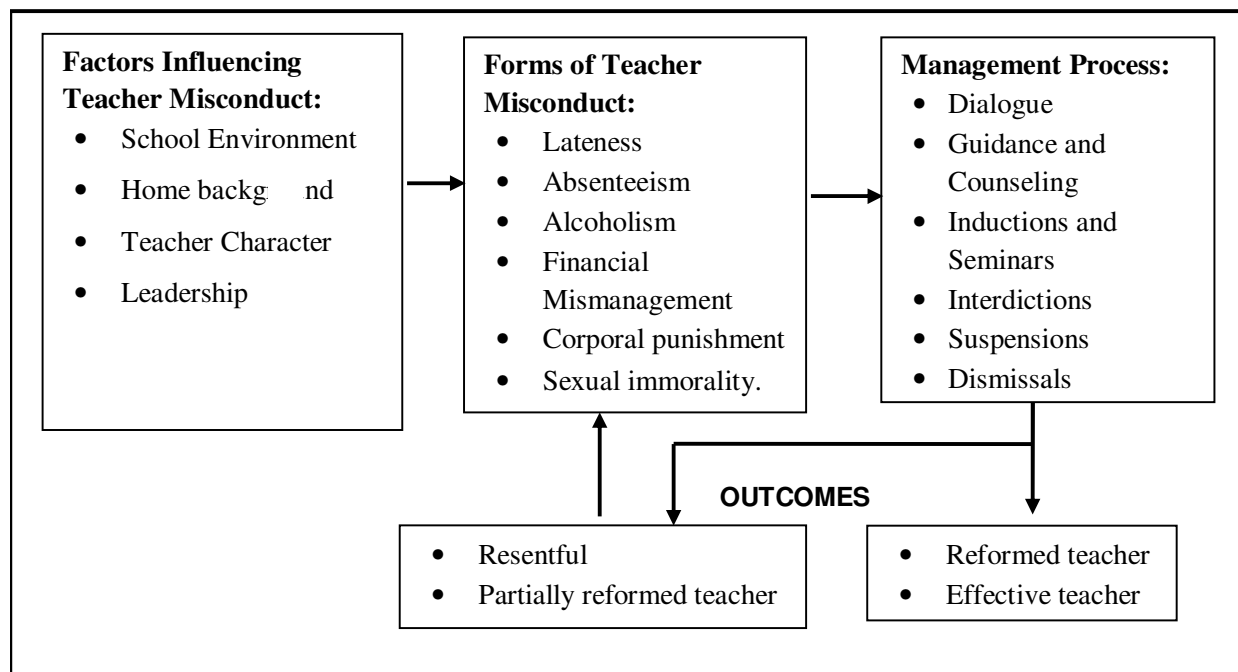 Factors Influencing
Teacher Misconduct:
• School Environment
• Home
• Teacher Character
• Leadership
Forms of Teacher
Misconduct:
• Lateness
• Absenteeism
• Alcoholism
• Financial
Mismanagement
• Corporal punishment
• Sexual immorality.
Management Process:
• Dialogue
• Guidance and
Counseling
• Inductions and
Seminars
• Interdictions
• Suspensions
• Dismissals
OUTCOMES
• Resentful
• Partially reformed teacher
• Reformed teacher
• Effective teacher